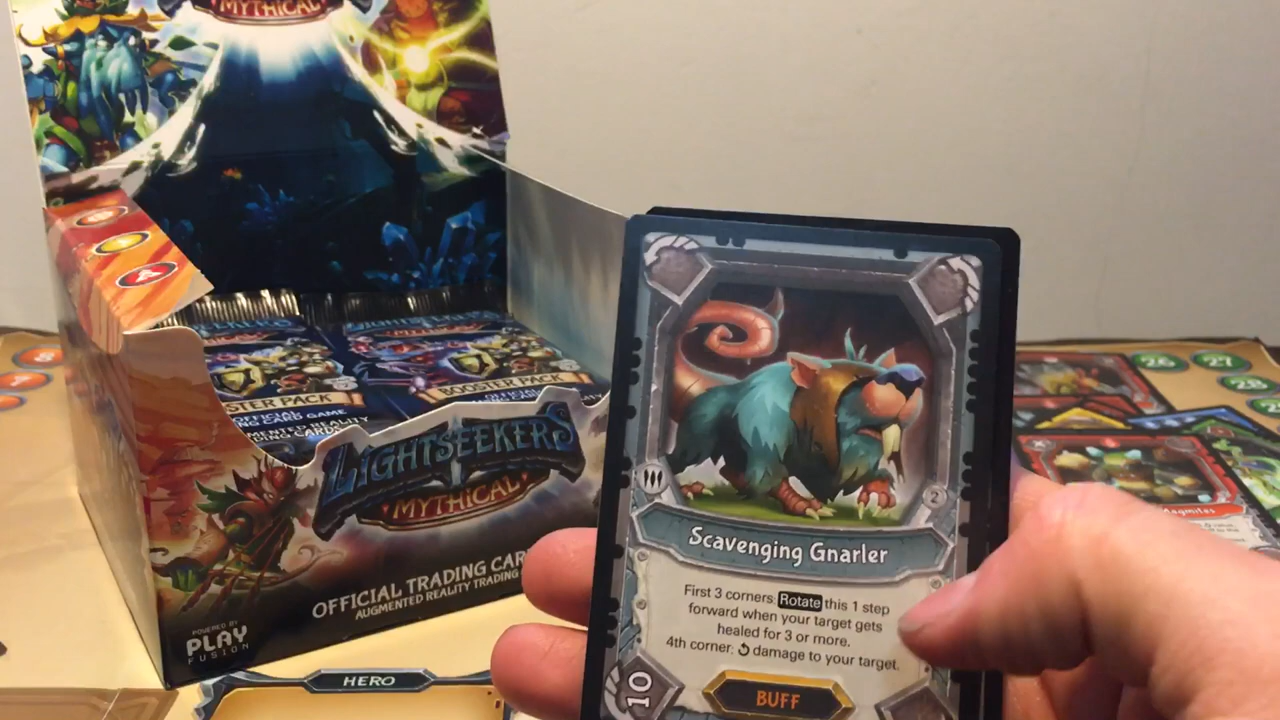 MYTHICAL
BOOSTER PACK
LIGHTSEEKERS
MYTHICAL
OFFICIAL TRADING
AUGMENTED REALITY TRADING
POWERED BY
PLAY
FUSION
HERO
2
Scavenging Gnarler
First 3 corners: Rotate this 1 step
forward when your target gets
healed for 3 or more.
4th corner: damage to your target.
BUFF
10
26
27
28